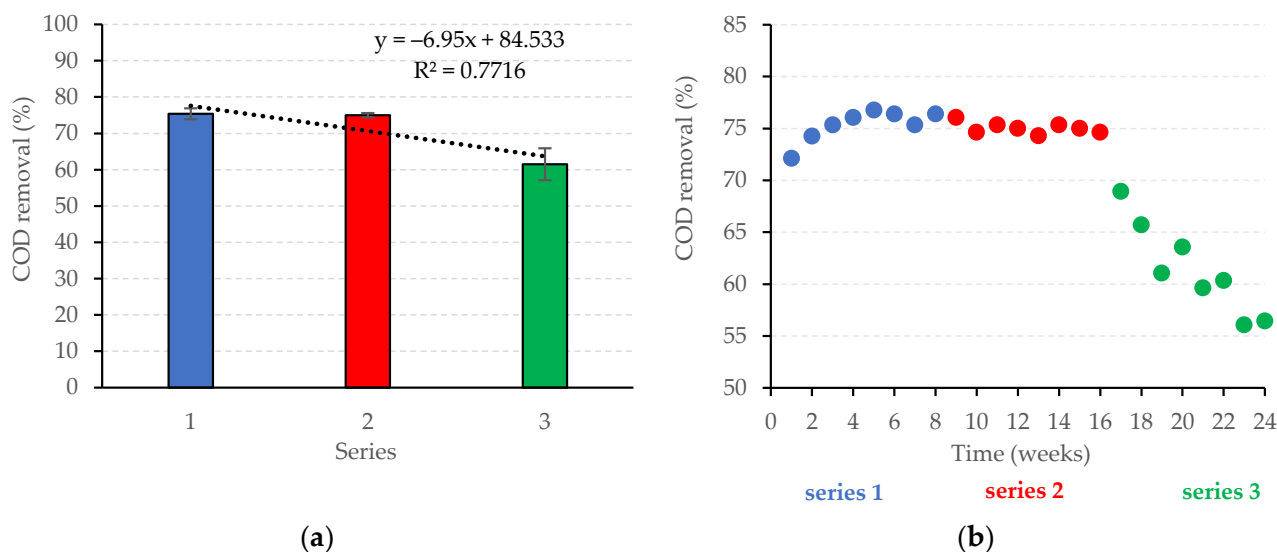 COD removal (%)
100
90
80
70
60
50
40
30
20
10
0
y = –6.95x + 84.533
R² = 0.7716
1 2 3
Series
(a)
COD removal (%)
85
80
75
70
65
60
55
50
0 2 4 6 8 10 12 14 16 18 20 22 24
Time (weeks)
series 1 series 2 series 3
(b)